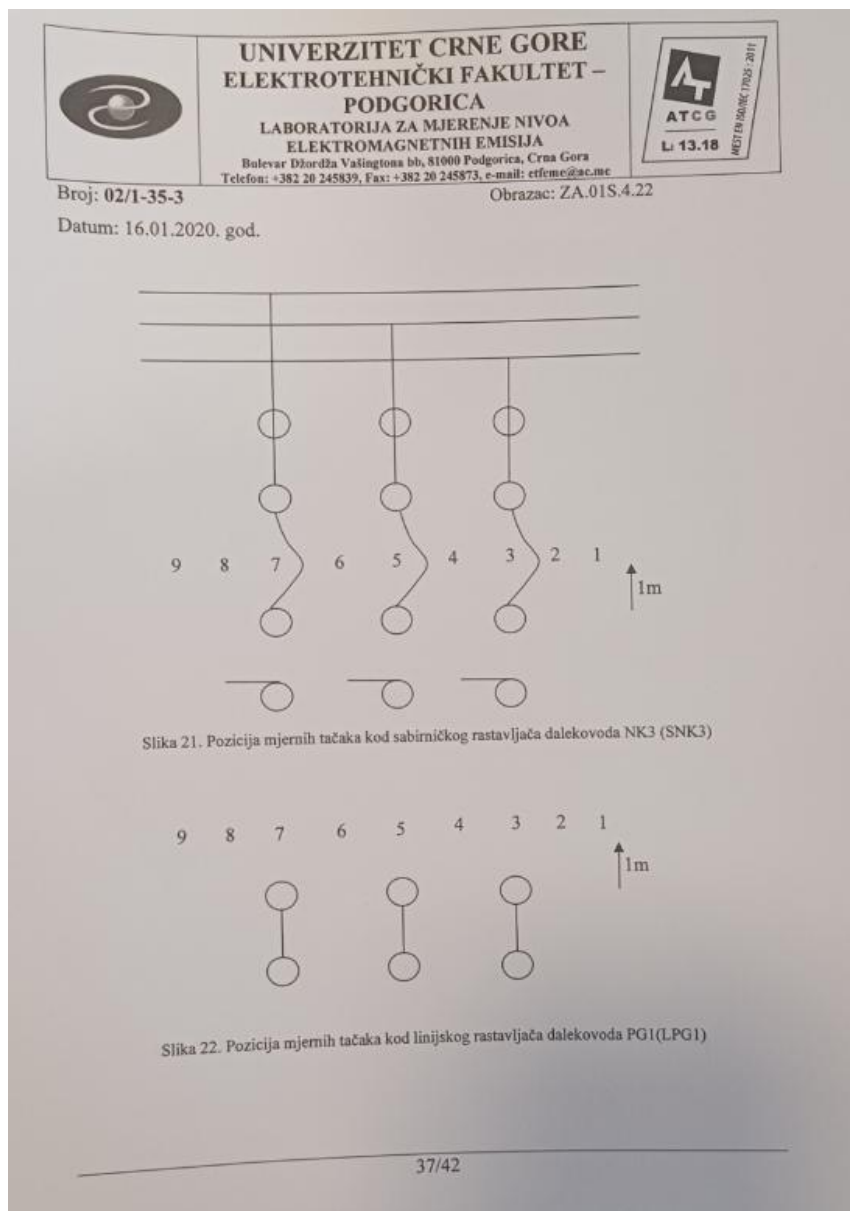 UNIVERZITET CRNE GORE
ELEKTROTEHNIČKI FAKULTET –
PODGORICA
LABORATORIJA ZA MJERENJE NIVOA
ELEKTROMAGNETNIH EMISIJA
Bulevar Džordža Vašingtona bb, 81000 Podgorica, Crna Gora
Telefon: +382 20 245839, Fax: +382 20 245873, e-mail: etfeme@ac.me
ATCG
Li 13.18
MEST EN ISO/IEC 17025 : 2011
Broj: 02/1-35-3
Obrazac: ZA.01S.4.22
Datum: 16.01.2020. god.
9 8 7 6 5 4 3 2 1
1m
Slika 21. Pozicija mjernih tačaka kod sabirničkog rastavljača dalekovoda NK3 (SNK3)
9 8 7 6 5 4 3 2 1
1m
Slika 22. Pozicija mjernih tačaka kod linijskog rastavljača dalekovoda PG1(LPG1)
37/42